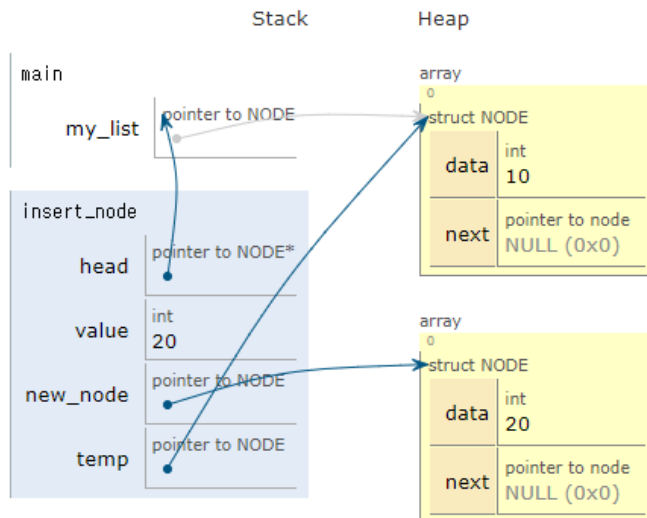 Stack Heap
main
my_list pointer to NODE
array
0
struct NODE
data int
10
next pointer to node
NULL (0x0)
insert_node
head pointer to NODE*
value int
20
new_node pointer to NODE
temp pointer to NODE
array
0
struct NODE
data int
20
next pointer to node
NULL (0x0)